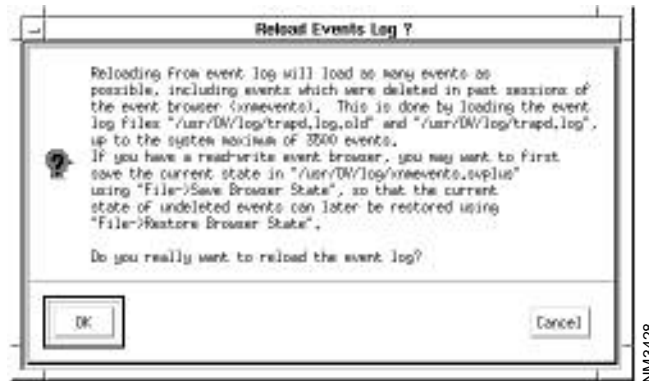 Reload Events Log ?
Reloading from event log will load as many events as
possible, including events which were deleted in past sessions of
the event browser (xnmevents).  This is done by loading the event
log files "/usr/OV/log/trapd.log.old" and "/usr/OV/log/trapd.log",
up to the system maximum of 3500 events.
If you have a read-write event browser, you may want to first
save the current state in "/usr/OV/log/xnmevents.svplus"
using "File->Save Browser State", so that the current
state of undeleted events can later be restored using
"File->Restore Browser State".
Do you really want to reload the event log?
OK
Cancel
NM3428